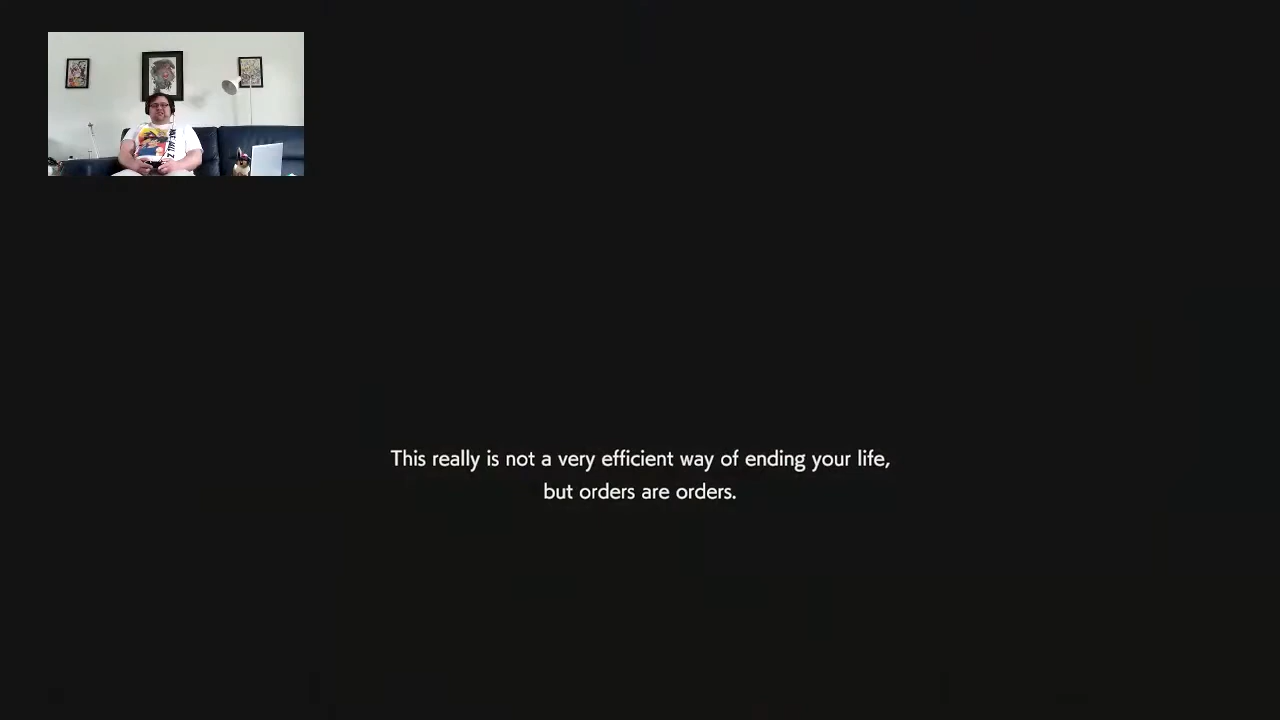 This really is not a very efficient way of ending your life,
but orders are orders.